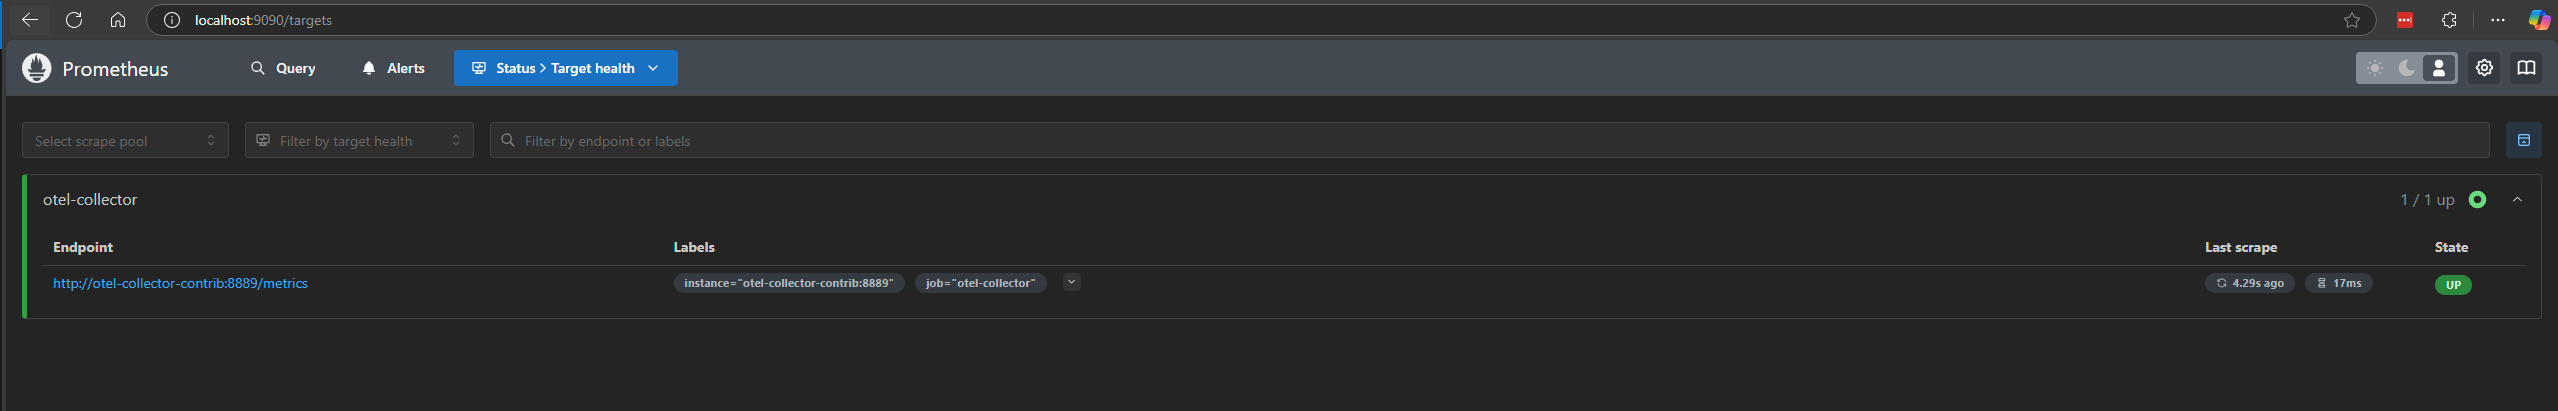 localhost:9090/targets
Prometheus Query Alerts Status > Target health
Select scrape pool Filter by target health Filter by endpoint or labels
otel-collector 1 / 1 up
Endpoint Labels Last scrape State
http://otel-collector-contrib:8889/metrics instance="otel-collector-contrib:8889" job="otel-collector" 4.29s ago 17ms UP